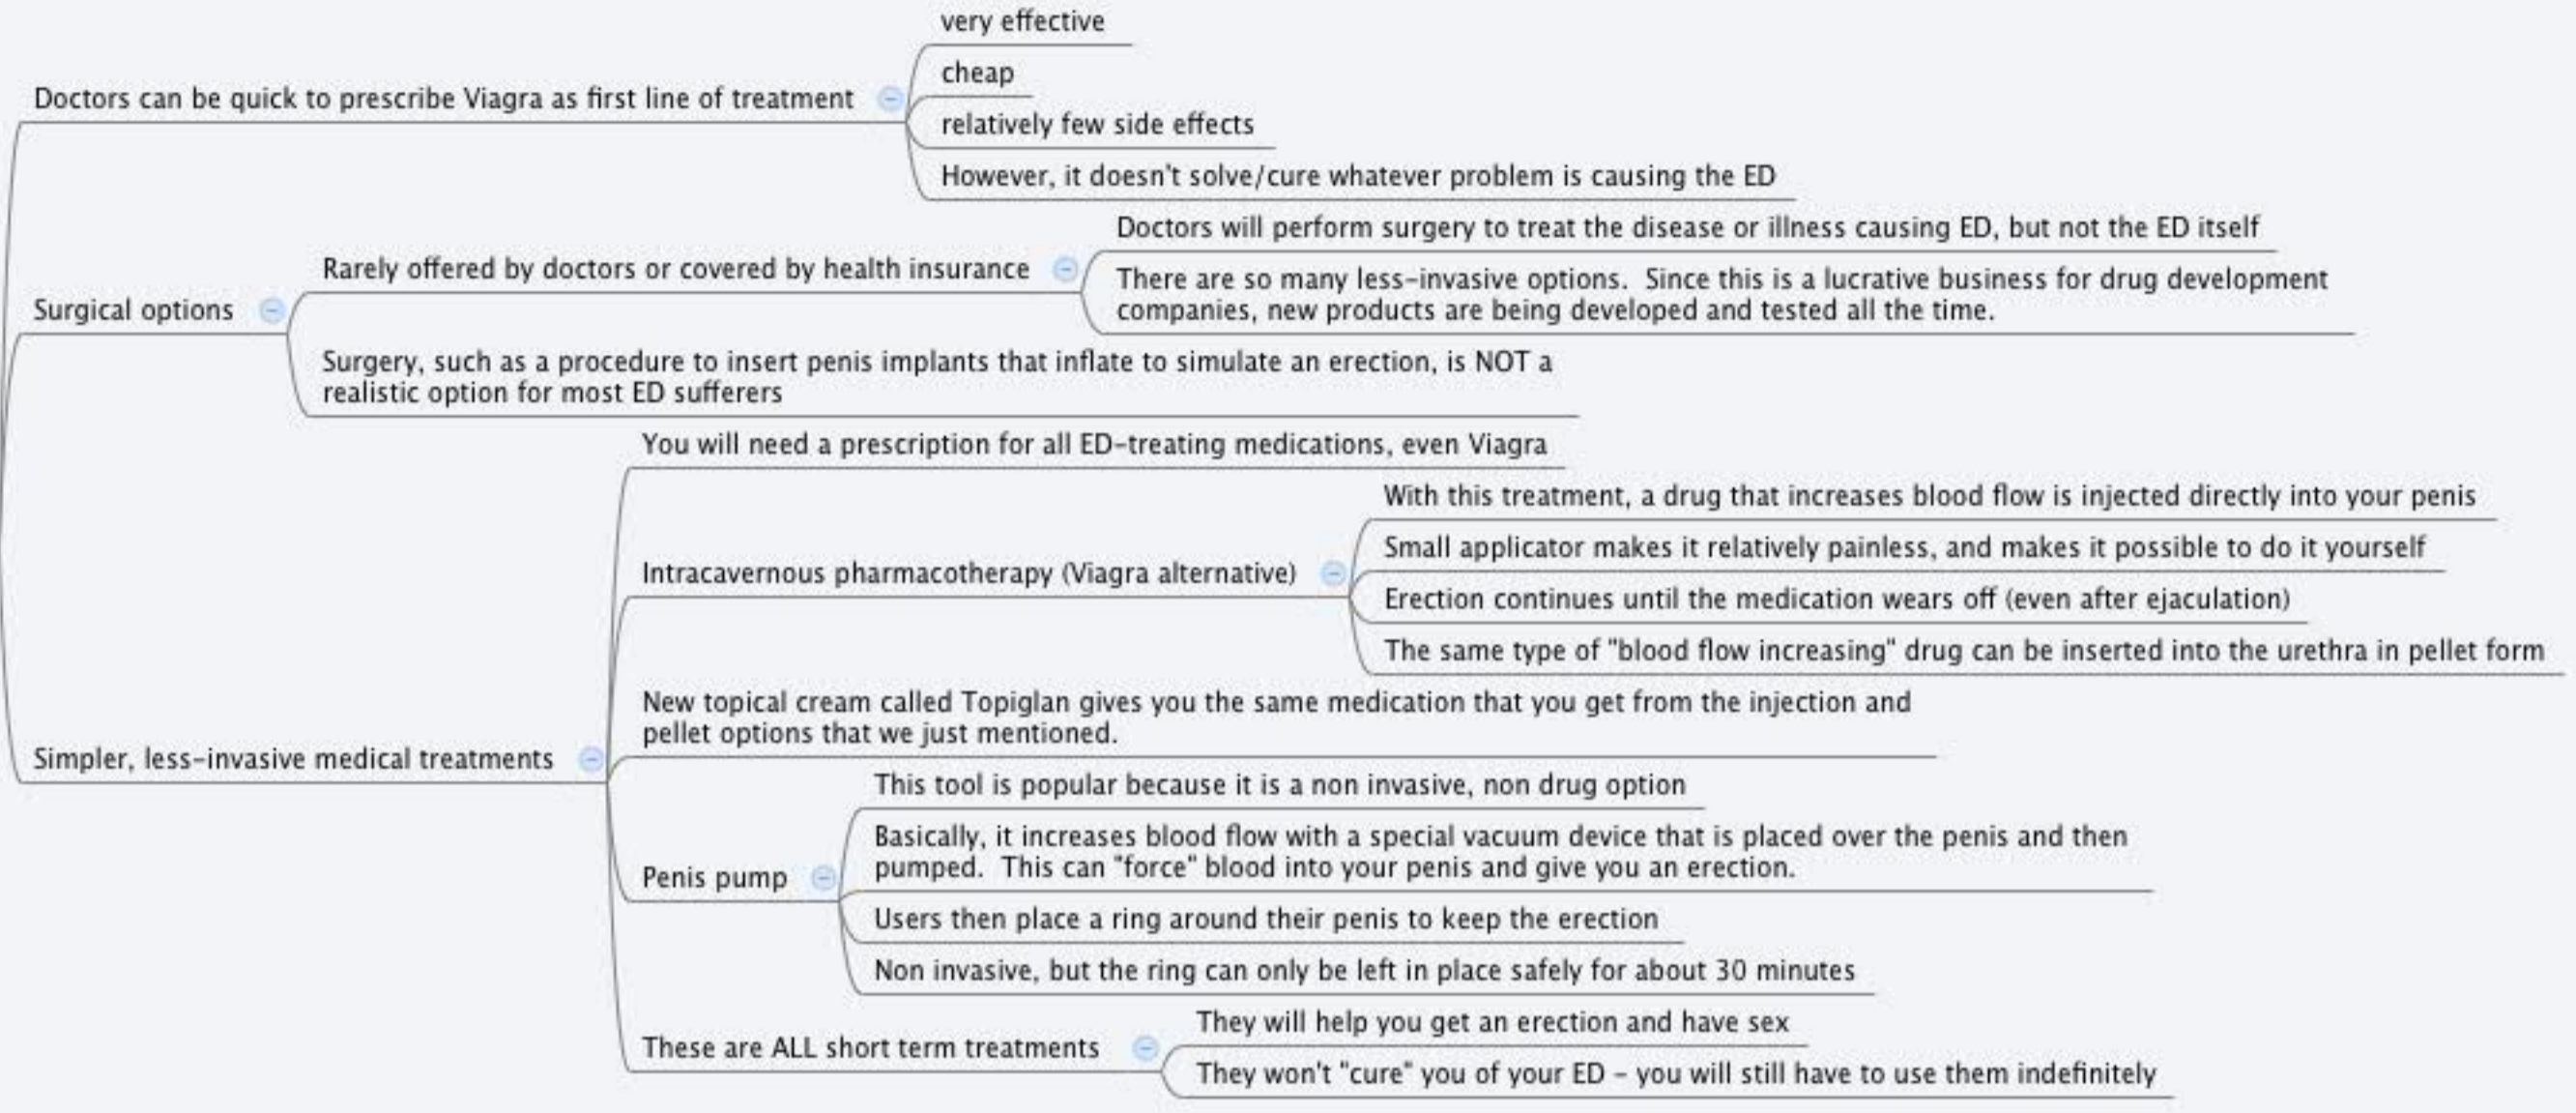 very effective
cheap
Doctors can be quick to prescribe Viagra as first line of treatment
relatively few side effects
However, it doesn't solve/cure whatever problem is causing the ED
Doctors will perform surgery to treat the disease or illness causing ED, but not the ED itself
Rarely offered by doctors or covered by health insurance
There are so many less-invasive options.  Since this is a lucrative business for drug development
companies, new products are being developed and tested all the time.
Surgical options
Surgery, such as a procedure to insert penis implants that inflate to simulate an erection, is NOT a
realistic option for most ED sufferers
You will need a prescription for all ED-treating medications, even Viagra
With this treatment, a drug that increases blood flow is injected directly into your penis
Small applicator makes it relatively painless, and makes it possible to do it yourself
Intracavernous pharmacotherapy (Viagra alternative)
Erection continues until the medication wears off (even after ejaculation)
The same type of "blood flow increasing" drug can be inserted into the urethra in pellet form
New topical cream called Topiglan gives you the same medication that you get from the injection and
pellet options that we just mentioned.
Simpler, less-invasive medical treatments
This tool is popular because it is a non invasive, non drug option
Basically, it increases blood flow with a special vacuum device that is placed over the penis and then
pumped.  This can "force" blood into your penis and give you an erection.
Penis pump
Users then place a ring around their penis to keep the erection
Non invasive, but the ring can only be left in place safely for about 30 minutes
They will help you get an erection and have sex
These are ALL short term treatments
They won't "cure" you of your ED - you will still have to use them indefinitely